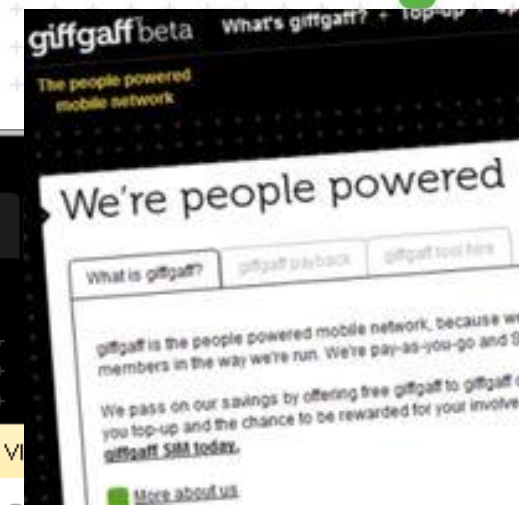 giffgaff beta What's giffgaff? + Top-up
The people powered
mobile network
We're people powered
What is giffgaff?
giffgaff payback
giffgaff tool hire
giffgaff is the people powered mobile network, because we
members in the way we're run. We're pay-as-you-go and S
We pass on our savings by offering free giffgaff to giffgaff
you top-up and the chance to be rewarded for your involve
giffgaff SIM today.
More about us
VI